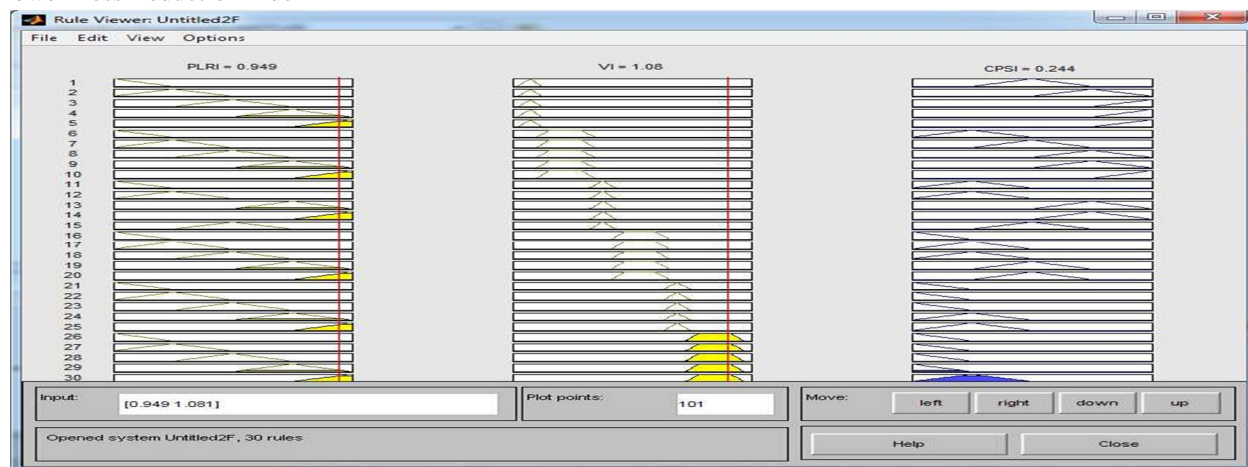 Rule Viewer: Untitled2F
File Edit View Options
PLRI = 0.949
VI = 1.08
CPSI = 0.244
1
2
3
4
5
6
7
8
9
10
11
12
13
14
15
16
17
18
19
20
21
22
23
24
25
26
27
28
29
30
Input:
[0.949 1.081]
Plot points:
101
Move:
left
right
down
up
Opened system Untitled2F, 30 rules
Help
Close